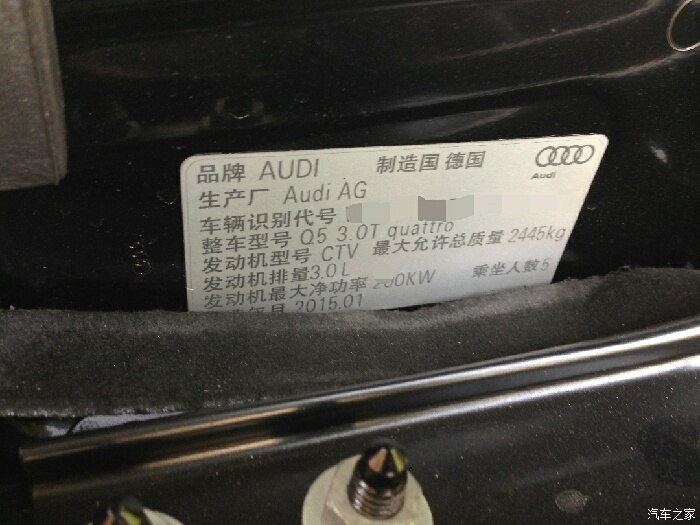 品牌 AUDI 制造国 德国
Audi
生产厂 Audi AG
车辆识别代号
整车型号 Q5 3.0T quattro
发动机型号 CTV 最大允许总质量 2445kg
发动机排量3.0L
发动机最大净功率 200KW 乘坐人数5
年月 2015.01
汽车之家